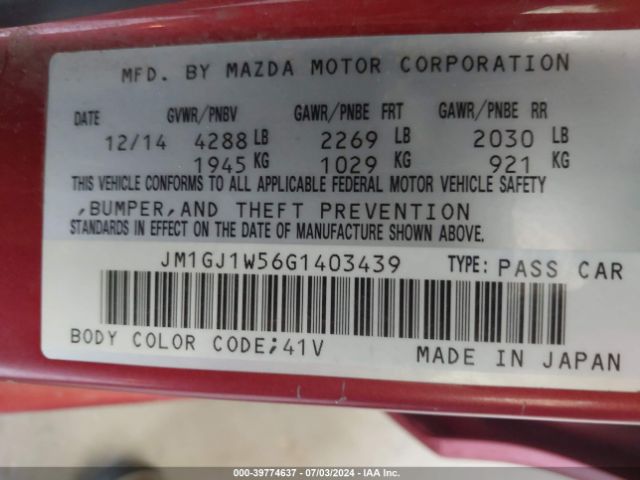 MFD. BY MAZDA MOTOR CORPORATION
DATE GVWR/PNBV GAWR/PNBE FRT GAWR/PNBE RR
12/14 4288 LB 2269 LB 2030 LB
1945 KG 1029 KG 921 KG
THIS VEHICLE CONFORMS TO ALL APPLICABLE FEDERAL MOTOR VEHICLE SAFETY
,BUMPER,AND THEFT PREVENTION
STANDARDS IN EFFECT ON THE DATE OF MANUFACTURE SHOWN ABOVE.
JM1GJ1W56G1403439 TYPE: PASS CAR
BODY COLOR CODE;41V MADE IN JAPAN
000-39774637 - 07/03/2024 - IAA, Inc.